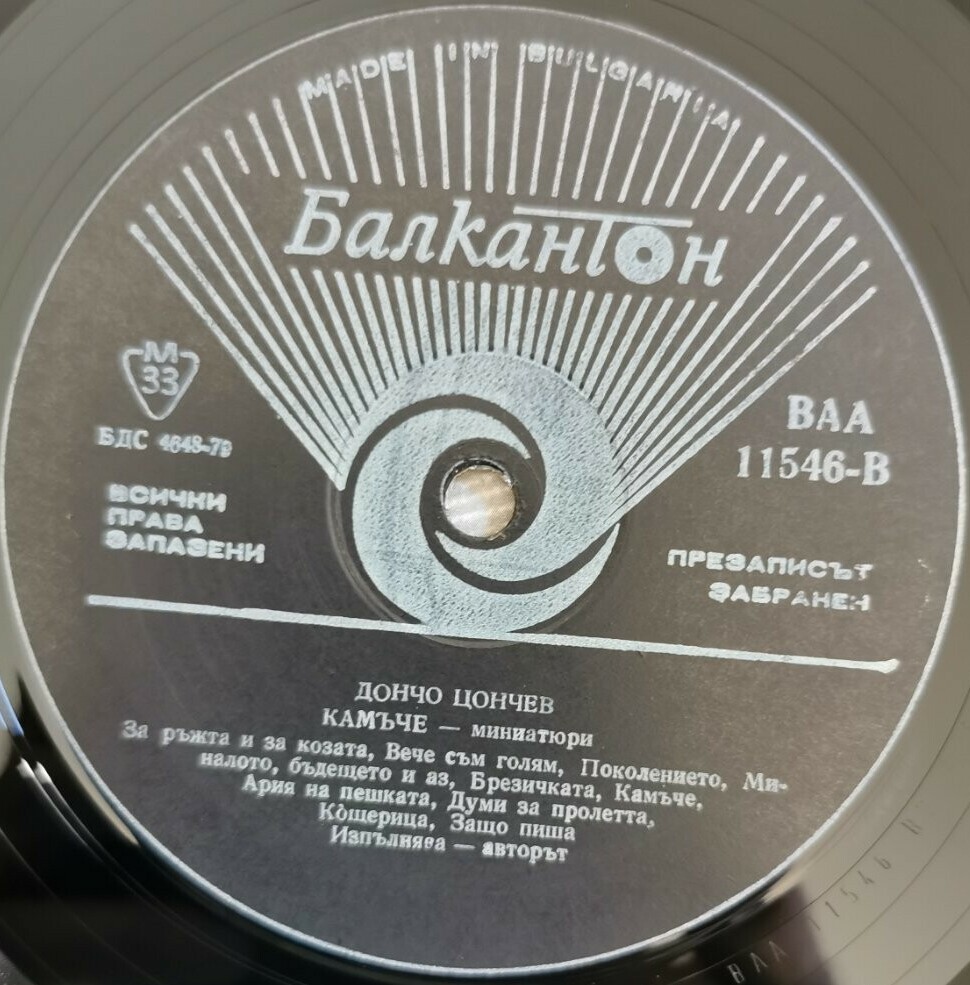 MADE IN BULGARIA
Балкантон
М
33
БДС 4648-79
ВСИЧКИ
ПРАВА
ЗАПАЗЕНИ
ВАА
11546-В
ПРЕЗАПИСЪТ
ЗАБРАНЕН
ДОНЧО ЦОНЧЕВ
КАМЪЧЕ — миниатюри
За ръжта и за козата, Вече съм голям, Поколението, Ми-
налото, бъдещето и аз, Брезичката, Камъче,
Ария на пешката, Думи за пролетта,
Кошерица, Защо пиша
Изпълнява — авторът
ВАА 11546 В